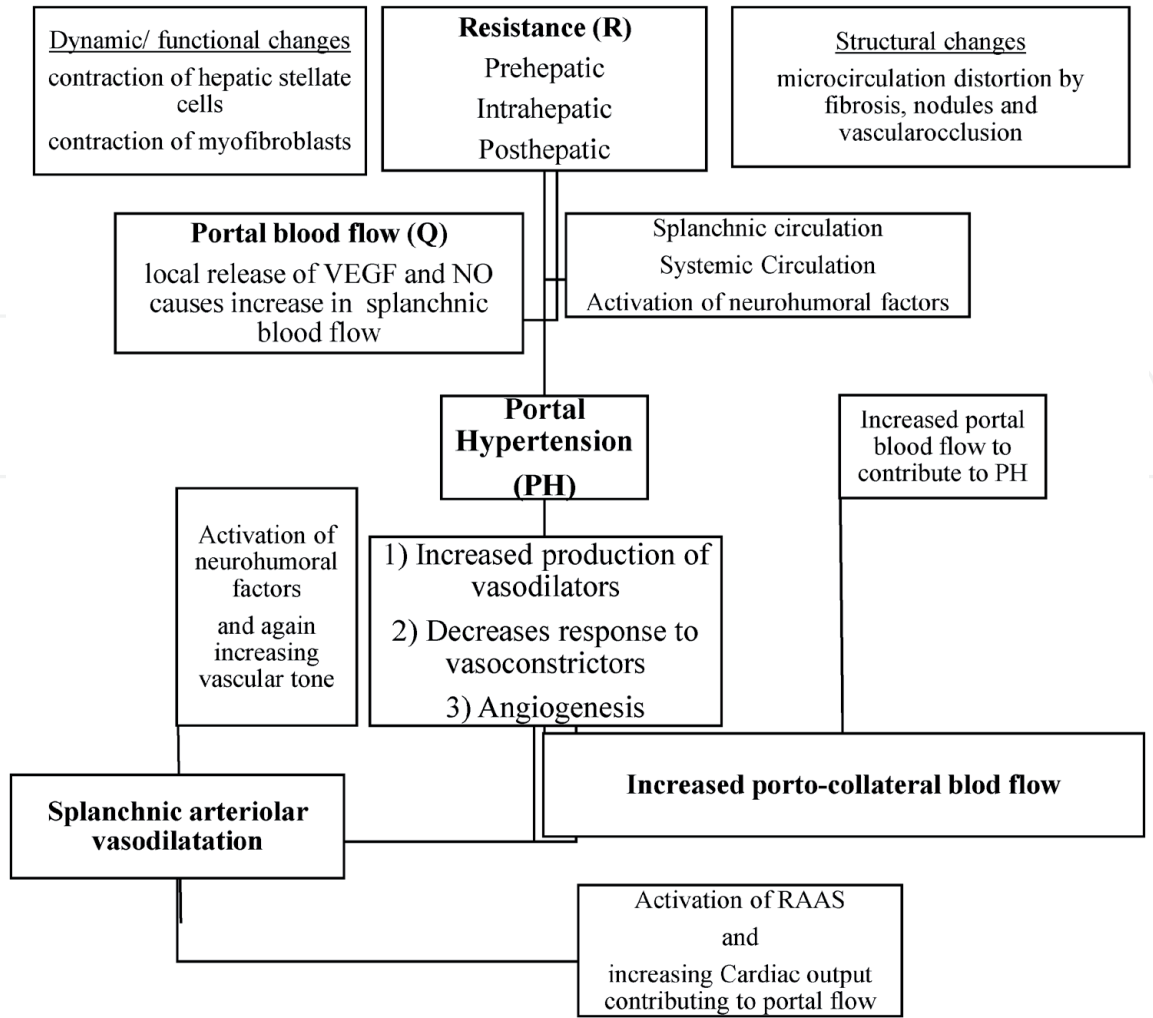 Dynamic/ functional changes
contraction of hepatic stellate
cells
contraction of myofibroblasts
Resistance (R)
Prehepatic
Intrahepatic
Posthepatic
Structural changes
microcirculation distortion by
fibrosis, nodules and
vascularocclusion
Portal blood flow (Q)
local release of VEGF and NO
causes increase in splanchnic
blood flow
Splanchnic circulation
Systemic Circulation
Activation of neurohumoral factors
Portal
Hypertension
(PH)
Increased portal
blood flow to
contribute to PH
Activation of
neurohumoral
factors
and again
increasing
vascular tone
1) Increased production of
vasodilators
2) Decreases response to
vasoconstrictors
3) Angiogenesis
Increased porto-collateral blod flow
Splanchnic arteriolar
vasodilatation
Activation of RAAS
and
increasing Cardiac output
contributing to portal flow